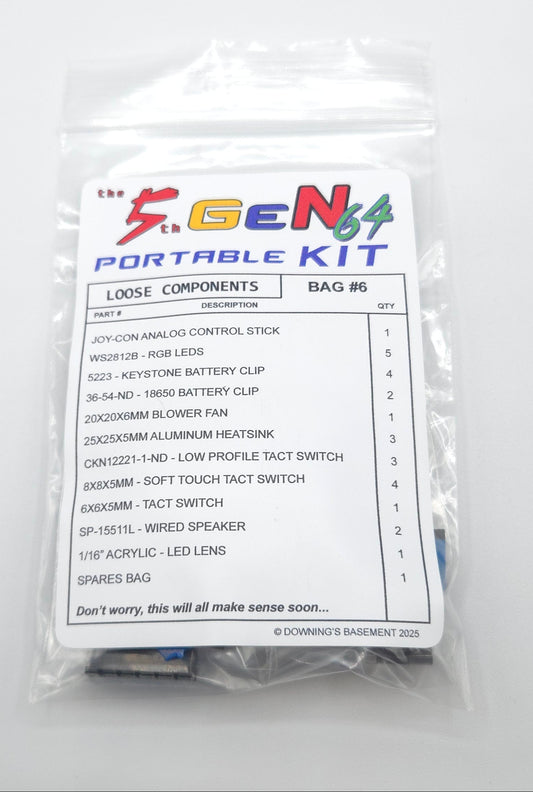 the
5th GeN64
PORTABLE KIT
LOOSE COMPONENTS BAG #6
PART # DESCRIPTION QTY
JOY-CON ANALOG CONTROL STICK 1
WS2812B - RGB LEDS 5
5223 - KEYSTONE BATTERY CLIP 4
36-54-ND - 18650 BATTERY CLIP 2
20X20X6MM BLOWER FAN 1
25X25X5MM ALUMINUM HEATSINK 3
CKN12221-1-ND - LOW PROFILE TACT SWITCH 3
8X8X5MM - SOFT TOUCH TACT SWITCH 4
6X6X5MM - TACT SWITCH 1
SP-15511L - WIRED SPEAKER 2
1/16" ACRYLIC - LED LENS 1
SPARES BAG 1
Don't worry, this will all make sense soon...
© DOWNING'S BASEMENT 2025